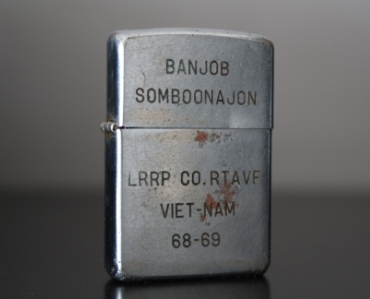 BANJOB
SOMBOONAJON
LRRP CO. RTAVF
VIET-NAM
68-69